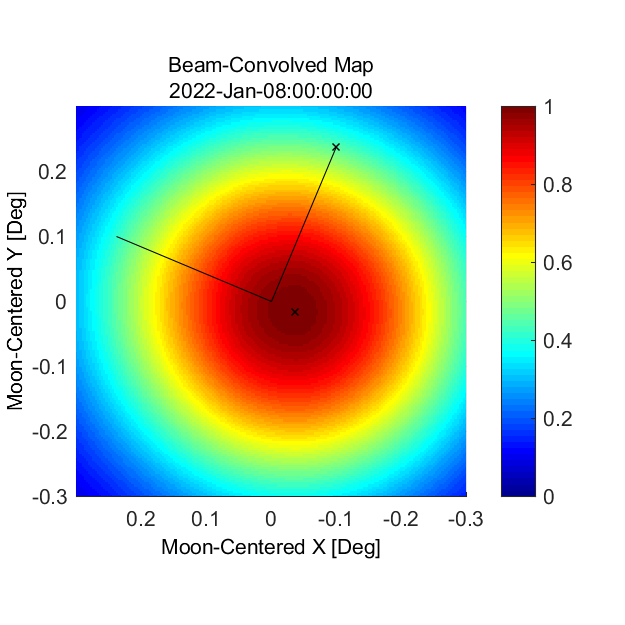 Beam-Convolved Map
2022-Jan-08:00:00:00:00
Moon-Centered Y [Deg]
0.2
0.1
0
-0.1
-0.2
-0.3
0.2 0.1 0 -0.1 -0.2 -0.3
Moon-Centered X [Deg]
1
0.8
0.6
0.4
0.2
0